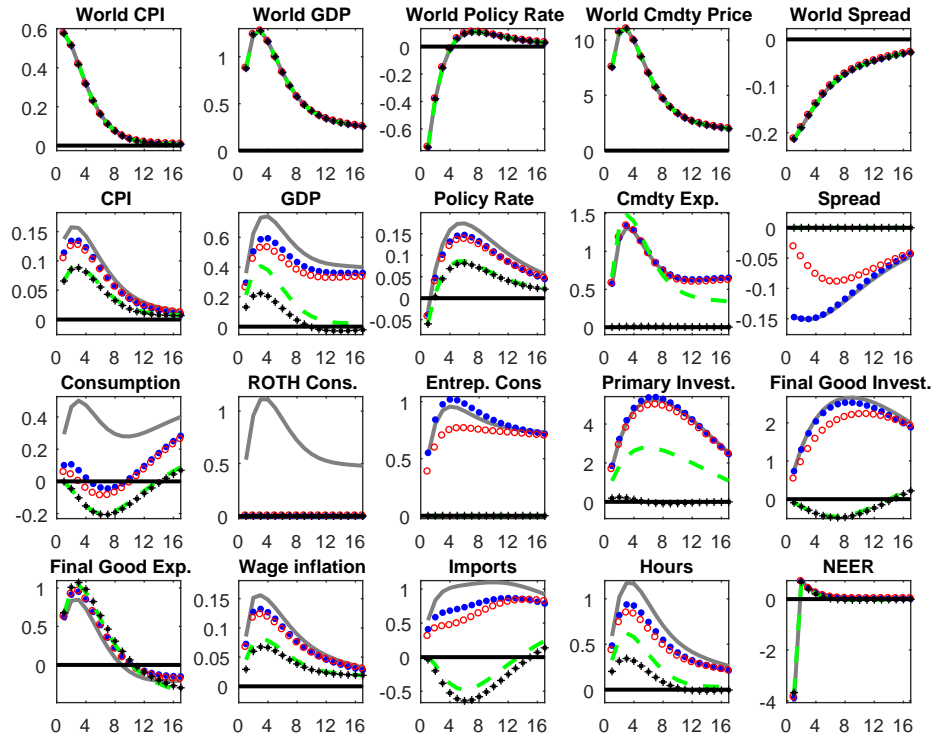 World CPI World GDP World Policy Rate World Cmdty Price World Spread
0.6 0.4 0.2 0
1 0.5 0
0 -0.2 -0.4 -0.6
10 5 0
0 -0.1 -0.2
0 4 8 12 16 0 4 8 12 16 0 4 8 12 16 0 4 8 12 16 0 4 8 12 16
CPI GDP Policy Rate Cmdty Exp. Spread
0.15 0.1 0.05 0
0.6 0.4 0.2 0
0.15 0.1 0.05 0 -0.05
1.5 1 0.5 0
0 -0.05 -0.1 -0.15
0 4 8 12 16 0 4 8 12 16 0 4 8 12 16 0 4 8 12 16 0 4 8 12 16
Consumption ROTH Cons. Entrep. Cons Primary Invest. Final Good Invest.
0.4 0.2 0 -0.2
1 0.5 0
1 0.5 0
4 2 0
2 1 0
0 4 8 12 16 0 4 8 12 16 0 4 8 12 16 0 4 8 12 16 0 4 8 12 16
Final Good Exp. Wage inflation Imports Hours NEER
1 0.5 0
0.15 0.1 0.05 0
1 0.5 0 -0.5
1 0.5 0
0 -2 -4
0 4 8 12 16 0 4 8 12 16 0 4 8 12 16 0 4 8 12 16 0 4 8 12 16